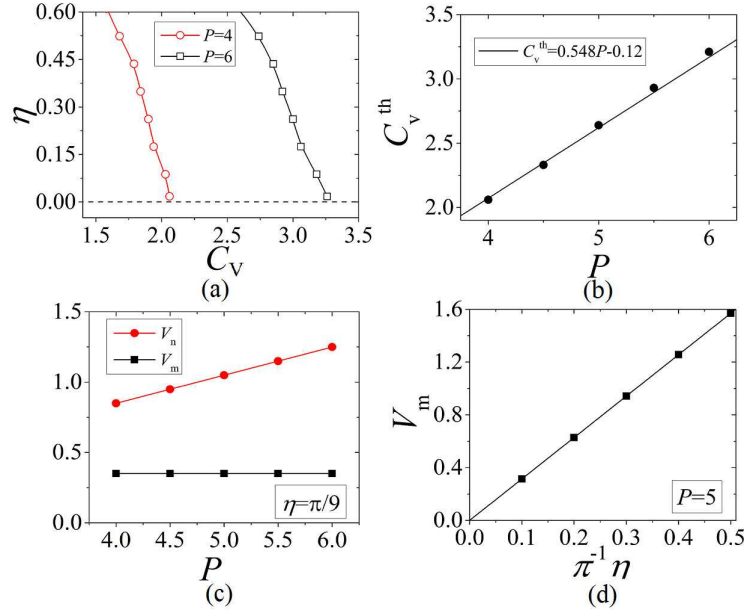 0.60
0.45
0.30
0.15
0.00
η
P=4
P=6
1.5 2.0 2.5 3.0 3.5
C_V
(a)
3.5
3.0
2.5
2.0
C_v^th
C_v^th=0.548P-0.12
4 5 6
P
(b)
1.5
1.0
0.5
0.0
V_n
V_m
η=π/9
4.0 4.5 5.0 5.5 6.0
P
(c)
1.6
1.2
0.8
0.4
0.0
V_m
P=5
0.0 0.1 0.2 0.3 0.4 0.5
π^-1 η
(d)